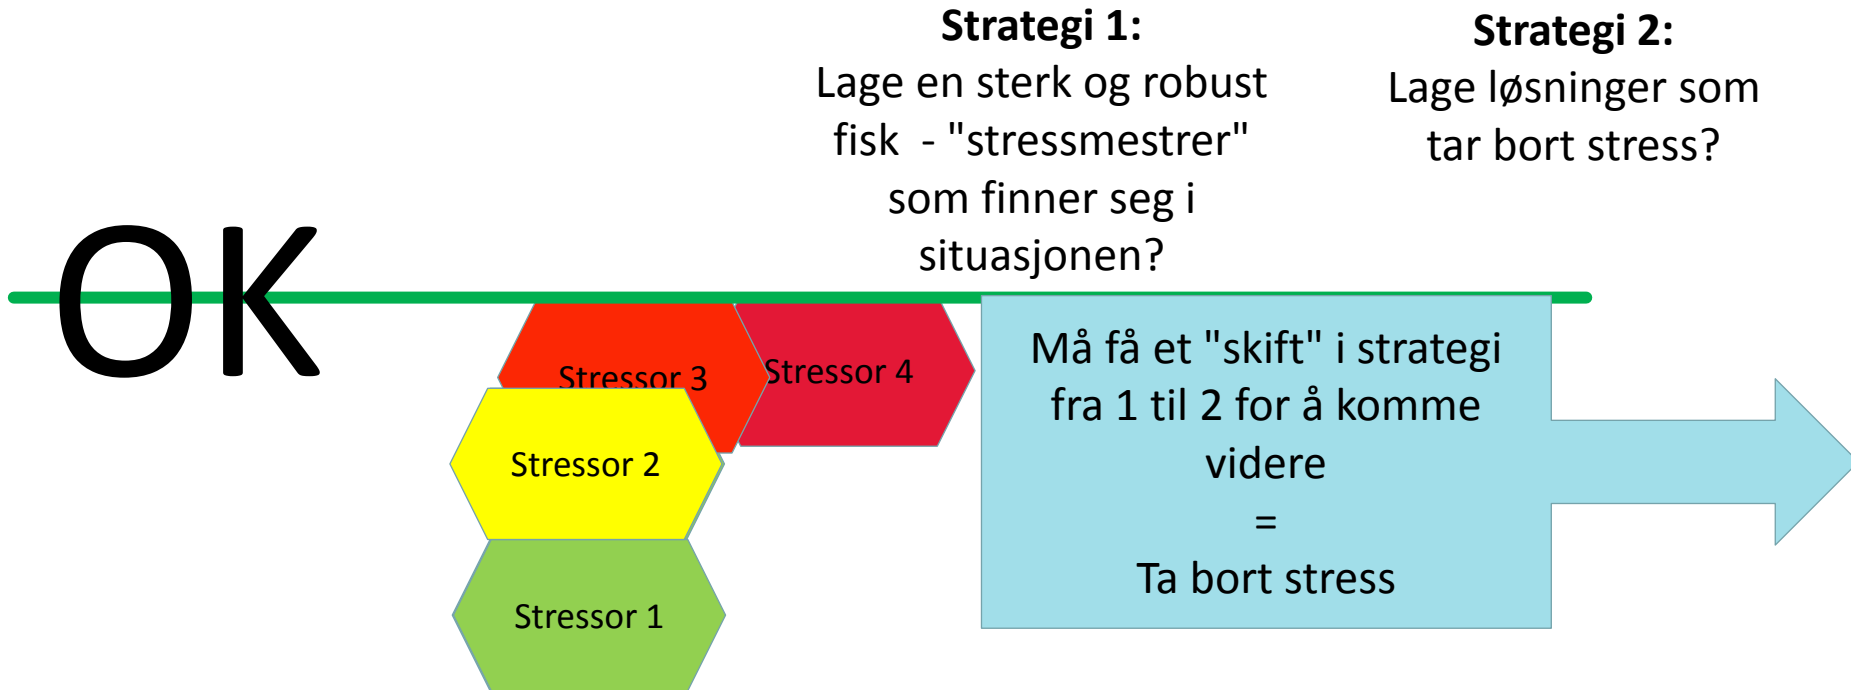 Strategi 1:
Lage en sterk og robust
fisk - "stressmestrer"
som finner seg i
situasjonen?
Strategi 2:
Lage løsninger som
tar bort stress?
OK
Stressor 3
Stressor 4
Stressor 2
Stressor 1
Må få et "skift" i strategi
fra 1 til 2 for å komme
videre
=
Ta bort stress